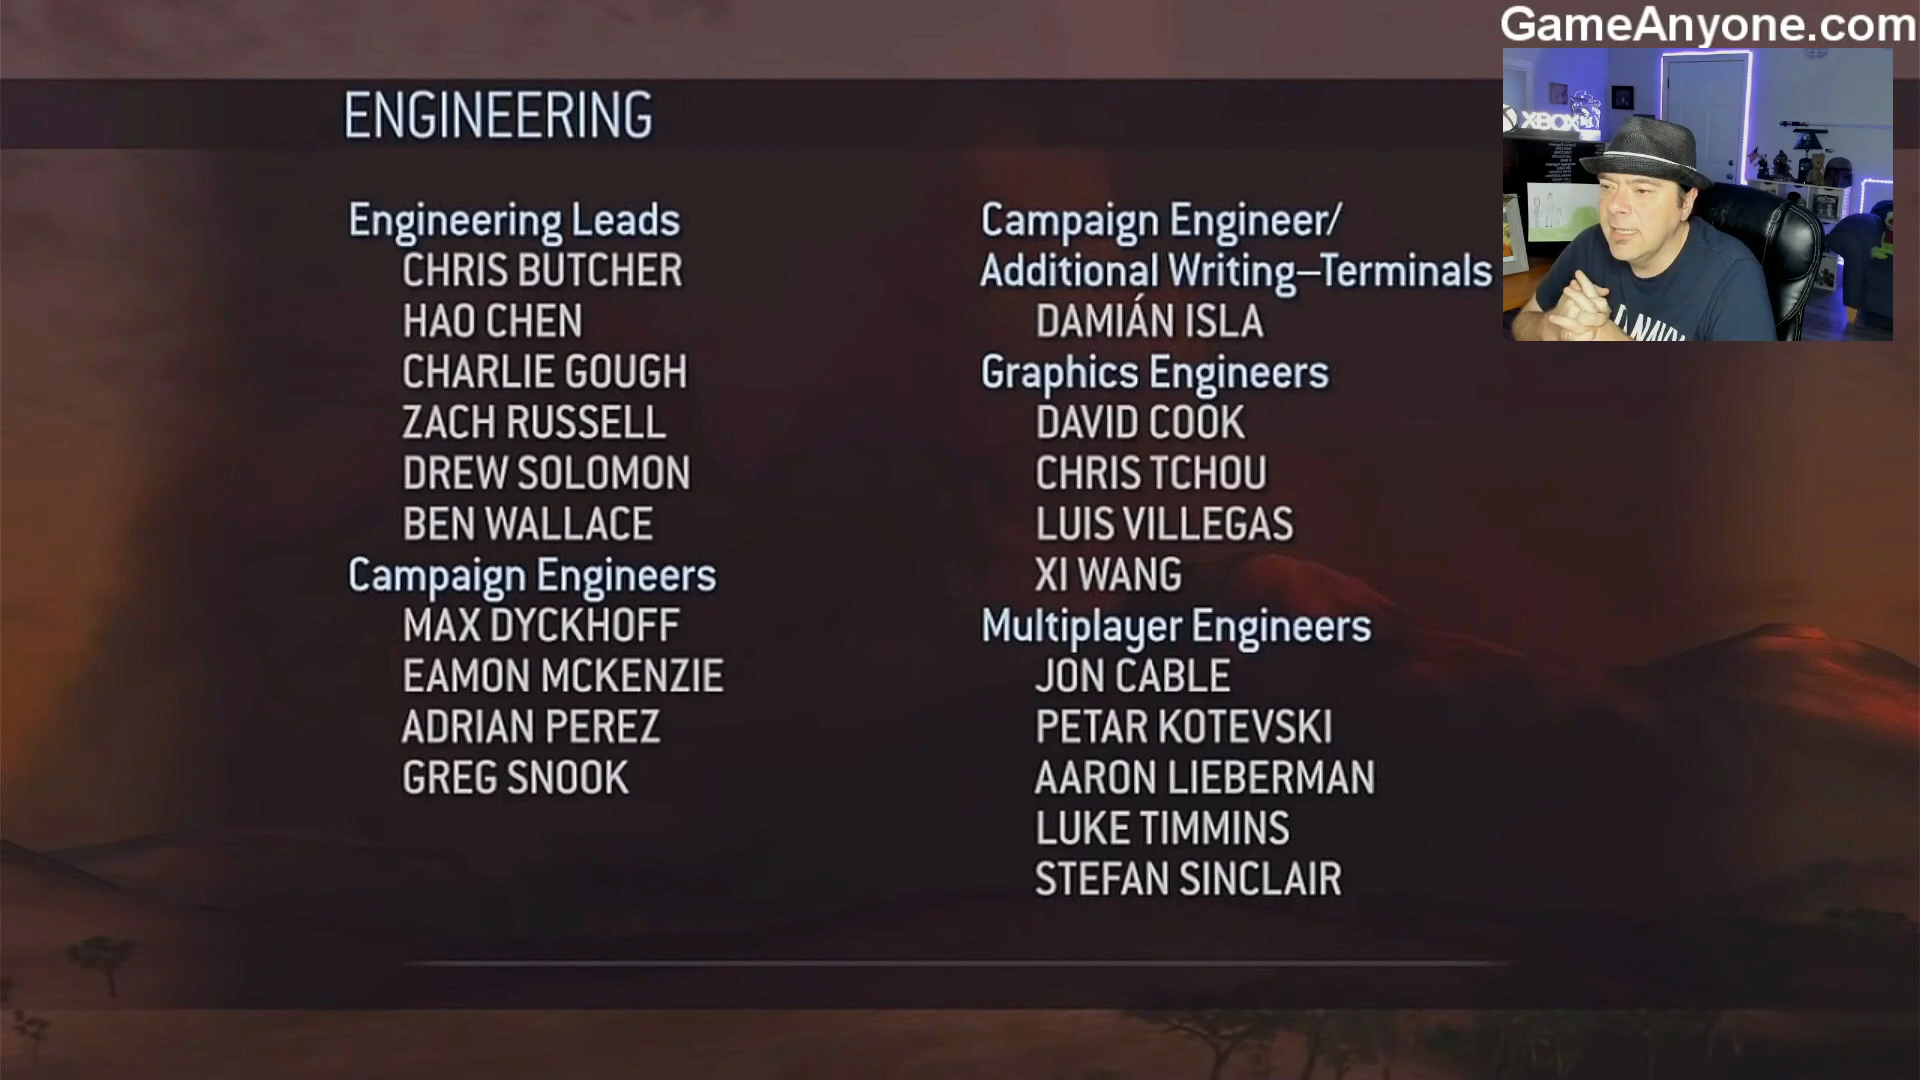 GameAnyone.com
ENGINEERING
Engineering Leads
CHRIS BUTCHER
HAO CHEN
CHARLIE GOUGH
ZACH RUSSELL
DREW SOLOMON
BEN WALLACE
Campaign Engineers
MAX DYCKHOFF
EAMON MCKENZIE
ADRIAN PEREZ
GREG SNOOK
Campaign Engineer/
Additional Writing–Terminals
DAMIÁN ISLA
Graphics Engineers
DAVID COOK
CHRIS TCHOU
LUIS VILLEGAS
XI WANG
Multiplayer Engineers
JON CABLE
PETAR KOTEVSKI
AARON LIEBERMAN
LUKE TIMMINS
STEFAN SINCLAIR
XBOX